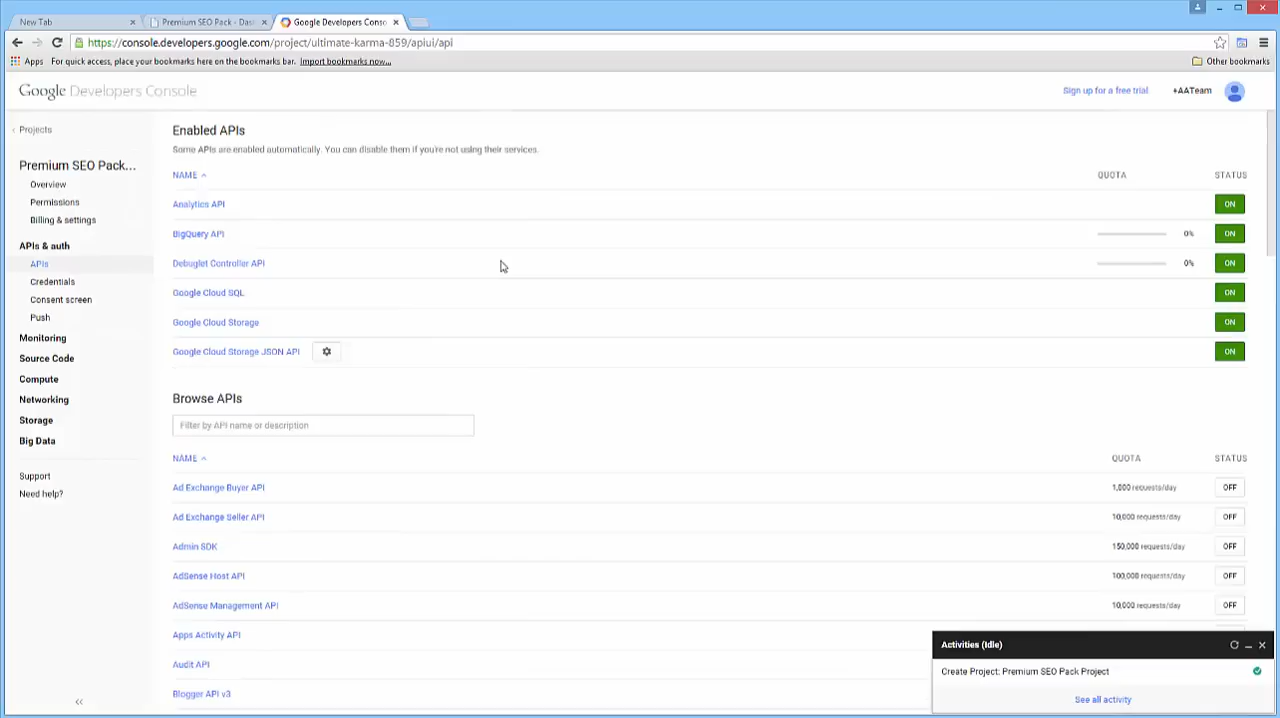 New Tab
Premium SEO Pack - Das
Google Developers Conso
https://console.developers.google.com/project/ultimate-karma-859/apiui/api
Apps For quick access, place your bookmarks here on the bookmarks bar. Import bookmarks now...
Other bookmarks
Google Developers Console
Sign up for a free trial
+AATeam
‹ Projects
Premium SEO Pack...
Overview
Permissions
Billing & settings
APIs & auth
APIs
Credentials
Consent screen
Push
Monitoring
Source Code
Compute
Networking
Storage
Big Data
Support
Need help?
Enabled APIs
Some APIs are enabled automatically. You can disable them if you're not using their services.
NAME QUOTA STATUS
Analytics API ON
BigQuery API 0% ON
Debuglet Controller API 0% ON
Google Cloud SQL ON
Google Cloud Storage ON
Google Cloud Storage JSON API ON
Browse APIs
Filter by API name or description
NAME QUOTA STATUS
Ad Exchange Buyer API 1,000 requests/day OFF
Ad Exchange Seller API 10,000 requests/day OFF
Admin SDK 150,000 requests/day OFF
AdSense Host API 100,000 requests/day OFF
AdSense Management API 10,000 requests/day OFF
Apps Activity API
Audit API
Blogger API v3
Activities (Idle)
Create Project: Premium SEO Pack Project
See all activity